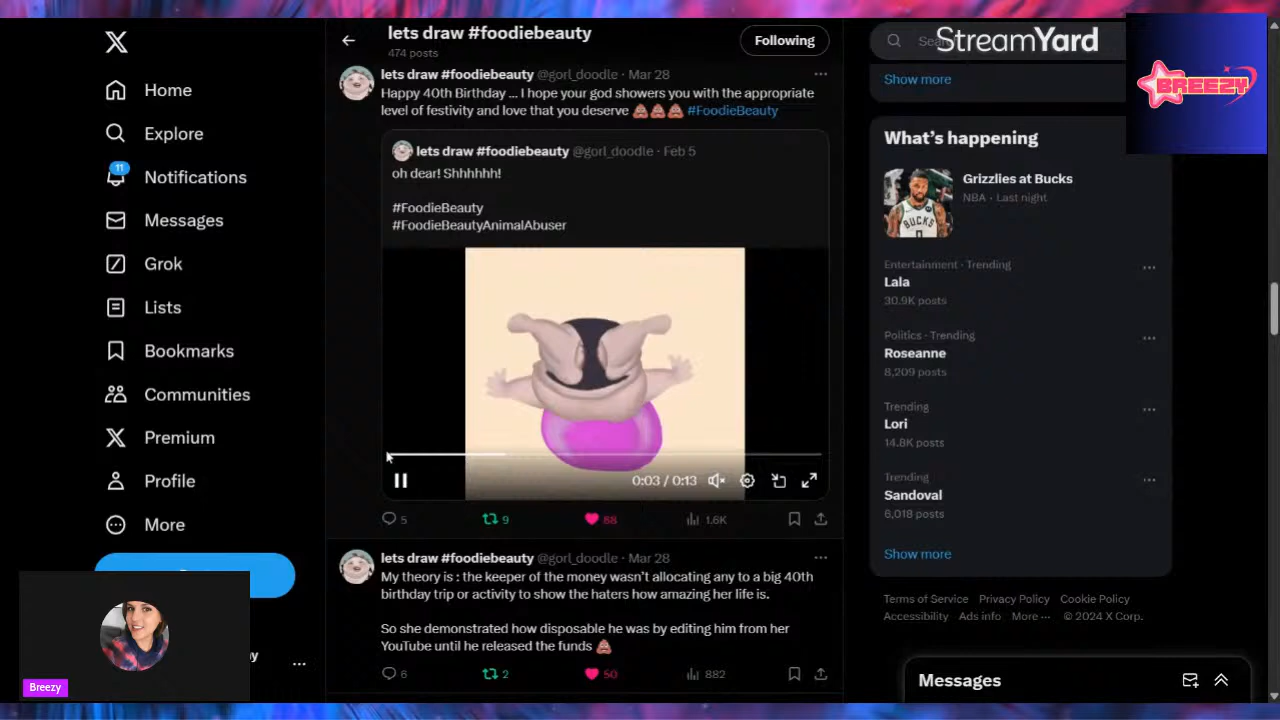 lets draw #foodiebeauty
474 posts
Following
StreamYard
BREEZY
Home
Explore
11
Notifications
Messages
Grok
Lists
Bookmarks
Communities
Premium
Profile
More
Breezy
lets draw #foodiebeauty @gorl_doodle · Mar 28
Happy 40th Birthday ... I hope your god showers you with the appropriate
level of festivity and love that you deserve 💩💩💩 #FoodieBeauty
lets draw #foodiebeauty @gorl_doodle · Feb 5
oh dear! Shhhhhh!
#FoodieBeauty
#FoodieBeautyAnimalAbuser
0:03 / 0:13
5
9
88
1.6K
lets draw #foodiebeauty @gorl_doodle · Mar 28
My theory is : the keeper of the money wasn't allocating any to a big 40th
birthday trip or activity to show the haters how amazing her life is.
So she demonstrated how disposable he was by editing him from her
YouTube until he released the funds 💩
6
2
50
882
Show more
What's happening
Grizzlies at Bucks
NBA · Last night
BUCKS
Entertainment · Trending
Lala
30.9K posts
Politics · Trending
Roseanne
8,209 posts
Trending
Lori
14.8K posts
Trending
Sandoval
6,018 posts
Show more
Terms of Service Privacy Policy Cookie Policy
Accessibility Ads info More ··· © 2024 X Corp.
Messages